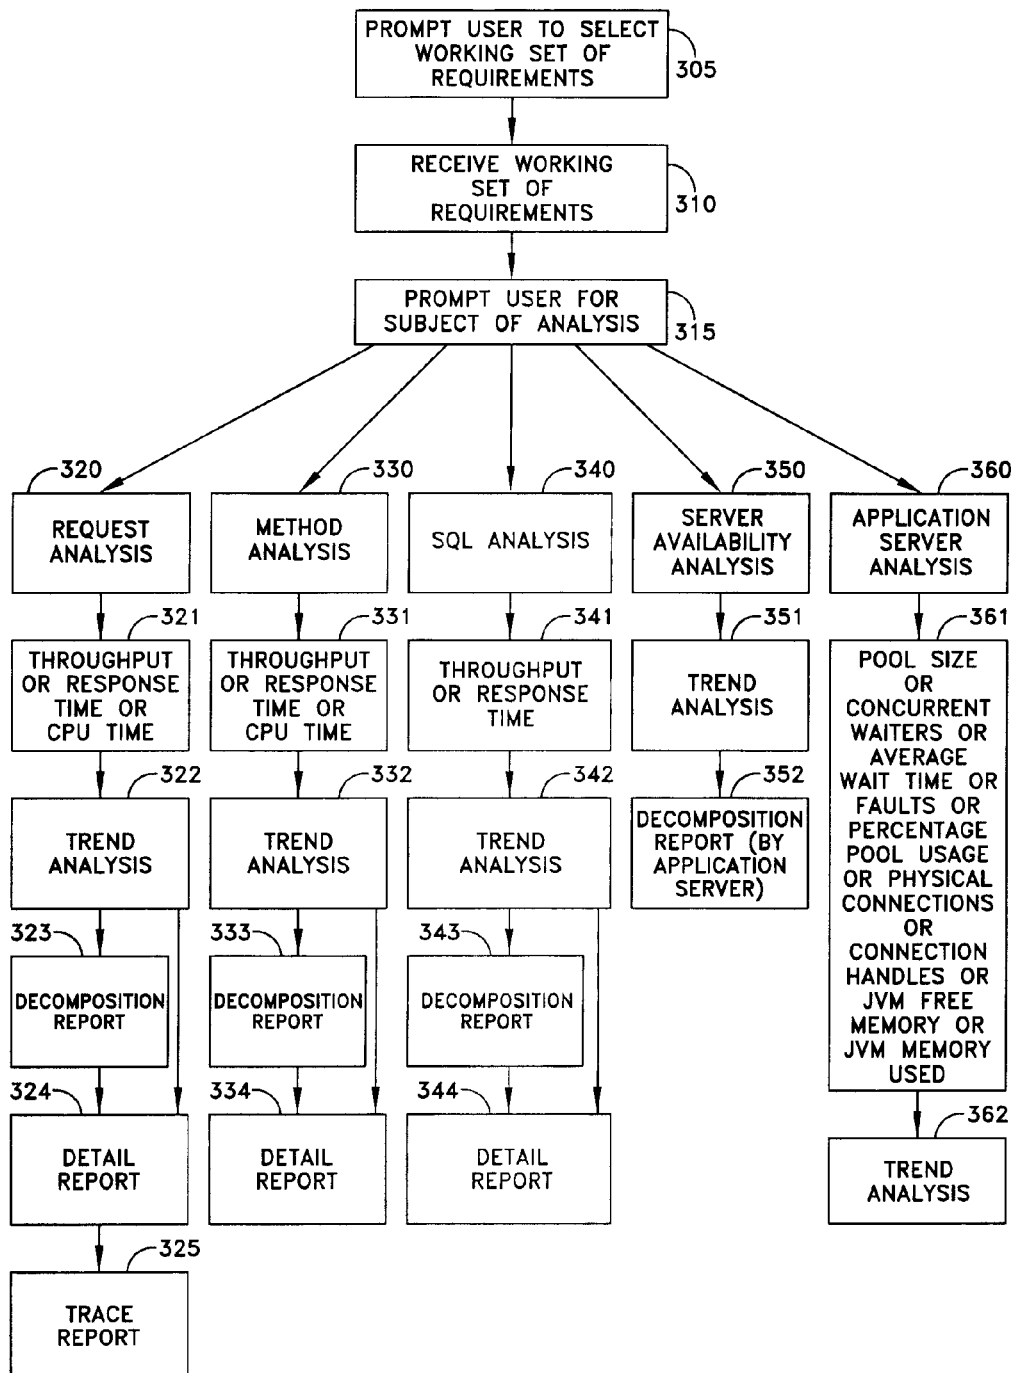 PROMPT USER TO SELECT
WORKING SET OF
REQUIREMENTS
305
RECEIVE WORKING
SET OF
REQUIREMENTS
310
PROMPT USER FOR
SUBJECT OF ANALYSIS
315
320
REQUEST
ANALYSIS
321
THROUGHPUT
OR RESPONSE
TIME OR
CPU TIME
322
TREND
ANALYSIS
323
DECOMPOSITION
REPORT
324
DETAIL
REPORT
325
TRACE
REPORT
330
METHOD
ANALYSIS
331
THROUGHPUT
OR RESPONSE
TIME OR
CPU TIME
332
TREND
ANALYSIS
333
DECOMPOSITION
REPORT
334
DETAIL
REPORT
340
SQL ANALYSIS
341
THROUGHPUT
OR RESPONSE
TIME
342
TREND
ANALYSIS
343
DECOMPOSITION
REPORT
344
DETAIL
REPORT
350
SERVER
AVAILABILITY
ANALYSIS
351
TREND
ANALYSIS
352
DECOMPOSITION
REPORT (BY
APPLICATION
SERVER)
360
APPLICATION
SERVER
ANALYSIS
361
POOL SIZE
OR
CONCURRENT
WAITERS OR
AVERAGE
WAIT TIME OR
FAULTS OR
PERCENTAGE
POOL USAGE
OR PHYSICAL
CONNECTIONS
OR
CONNECTION
HANDLES OR
JVM FREE
MEMORY OR
JVM MEMORY
USED
362
TREND
ANALYSIS